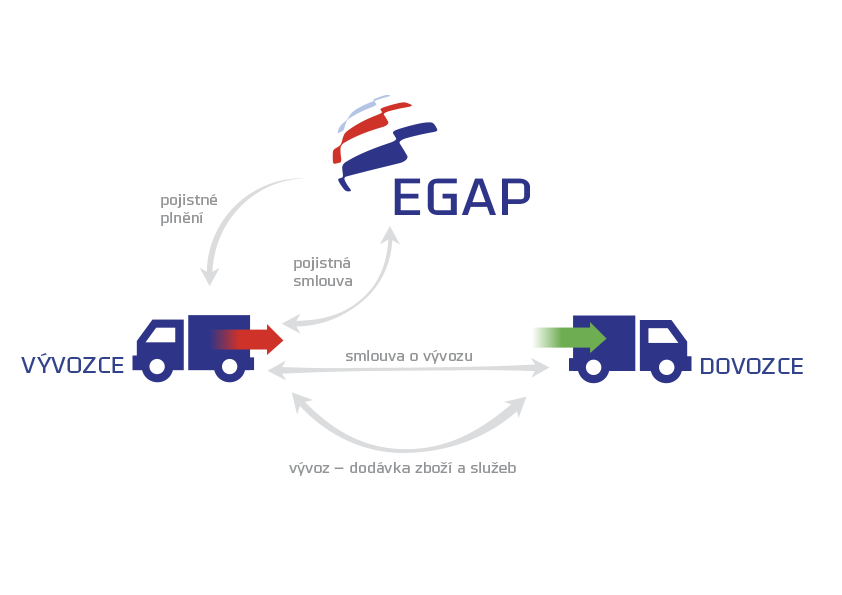 EGAP
pojistné
plnění
pojistná
smlouva
smlouva o vývozu
VÝVOZCE
DOVOZCE
vývoz – dodávka zboží a služeb